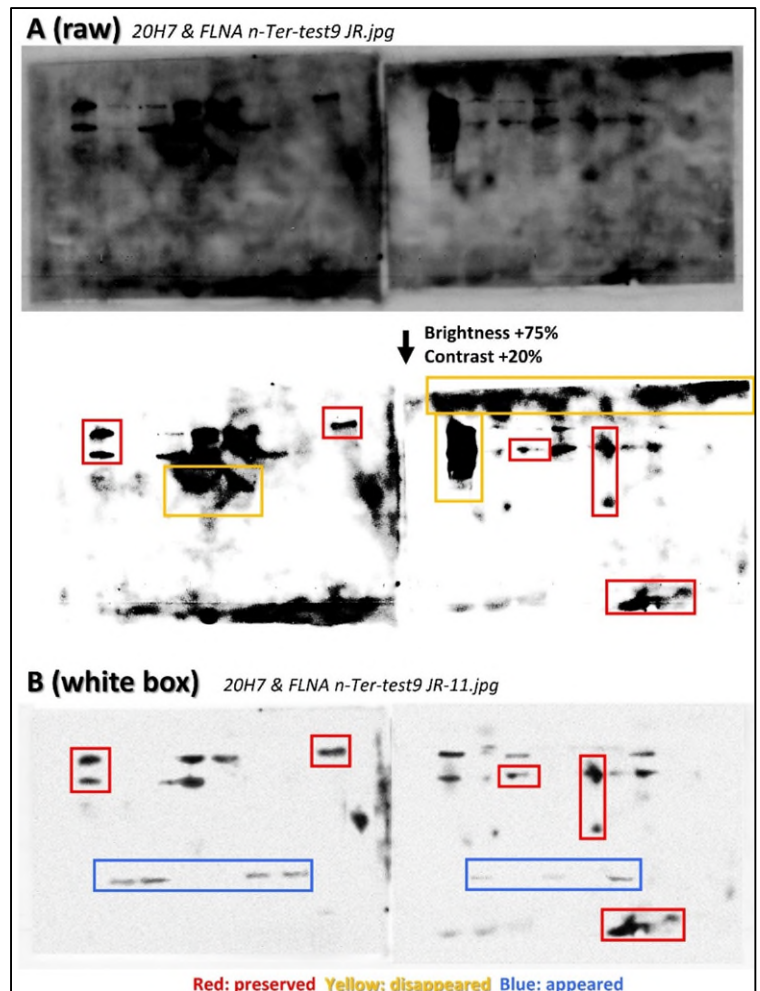 A (raw) 20H7 & FLNA n-Ter-test9 JR.jpg
Brightness +75%
Contrast +20%
B (white box) 20H7 & FLNA n-Ter-test9 JR-11.jpg
Red: preserved Yellow: disappeared Blue: appeared